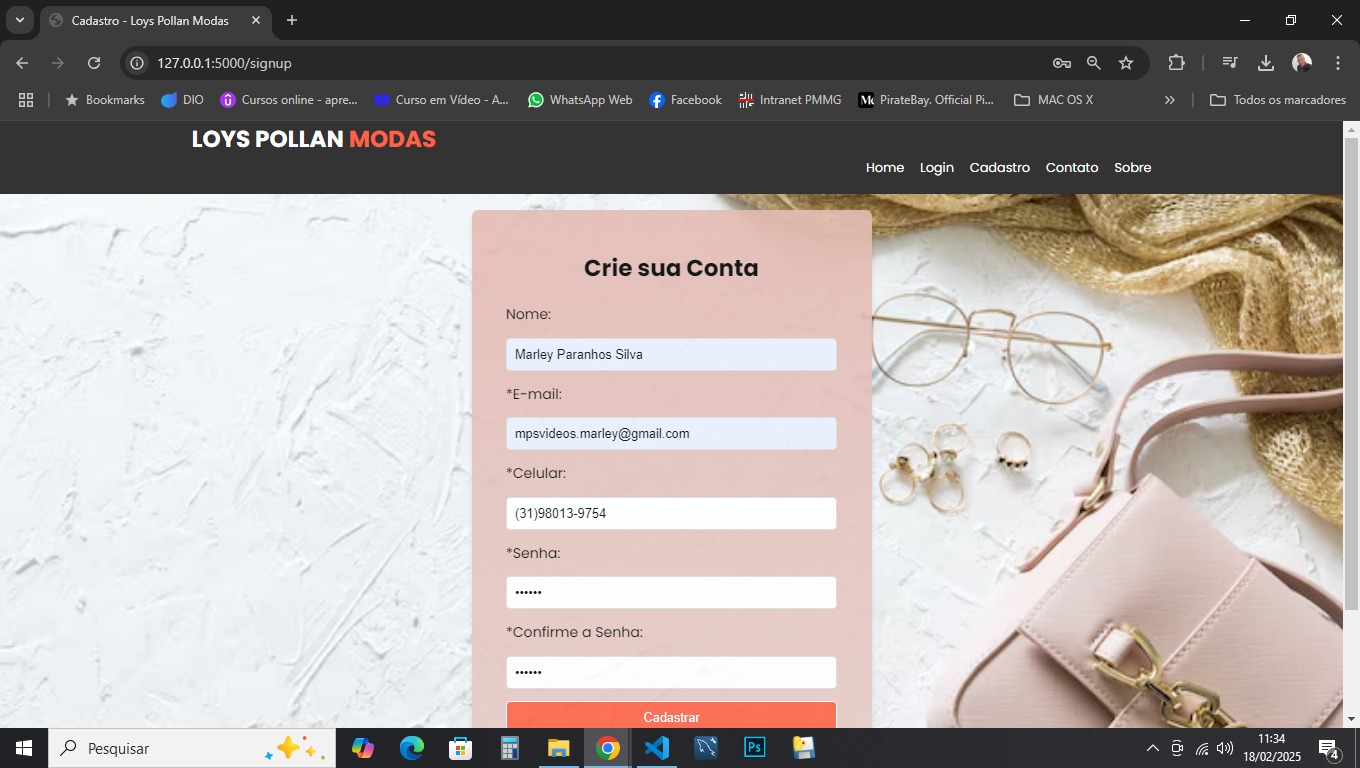 Cadastro - Loys Pollan Modas
127.0.0.1:5000/signup
Bookmarks DIO Cursos online - apre... Curso em Vídeo - A... WhatsApp Web Facebook Intranet PMMG PirateBay. Official Pi... MAC OS X » Todos os marcadores
LOYS POLLAN MODAS
Home Login Cadastro Contato Sobre
Crie sua Conta
Nome:
Marley Paranhos Silva
*E-mail:
mpsvideos.marley@gmail.com
*Celular:
(31)98013-9754
*Senha:
••••••
*Confirme a Senha:
••••••
Cadastrar
Pesquisar
Ps
11:34
18/02/2025
4